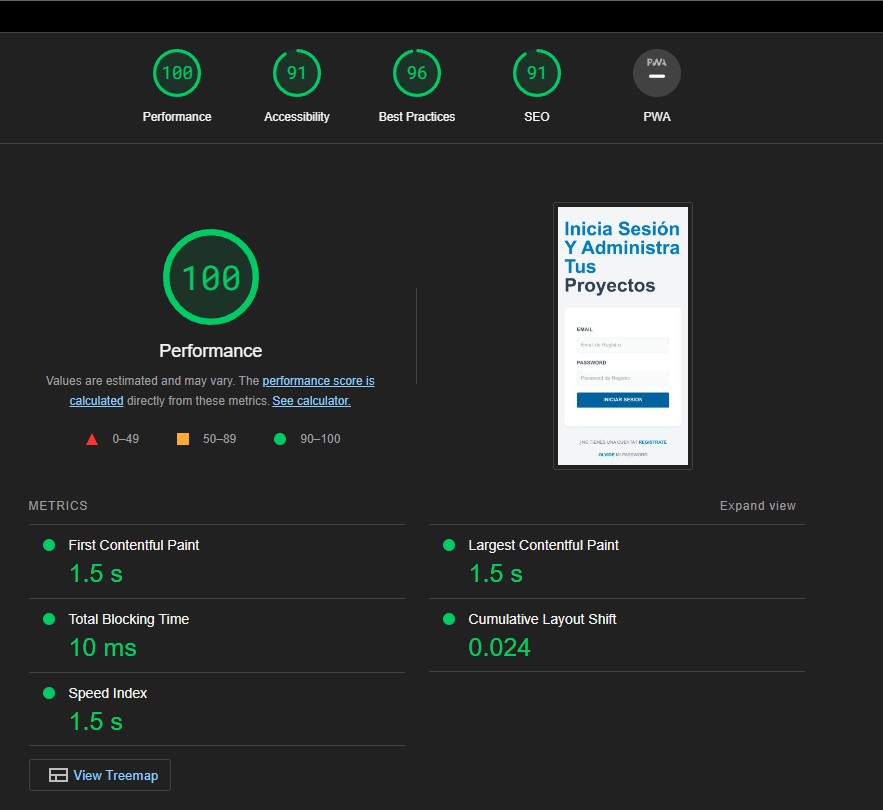 100
91
96
91
PWA
Performance
Accessibility
Best Practices
SEO
PWA
100
Performance
Values are estimated and may vary. The performance score is
calculated directly from these metrics. See calculator.
0–49
50–89
90–100
Inicia Sesión
Y Administra
Tus
Proyectos
EMAIL
Email de Registro
PASSWORD
Password de Registro
INICIAR SESIÓN
¿NO TIENES UNA CUENTA? REGISTRATE
OLVIDE MI PASSWORD
METRICS
Expand view
First Contentful Paint
1.5 s
Largest Contentful Paint
1.5 s
Total Blocking Time
10 ms
Cumulative Layout Shift
0.024
Speed Index
1.5 s
View Treemap